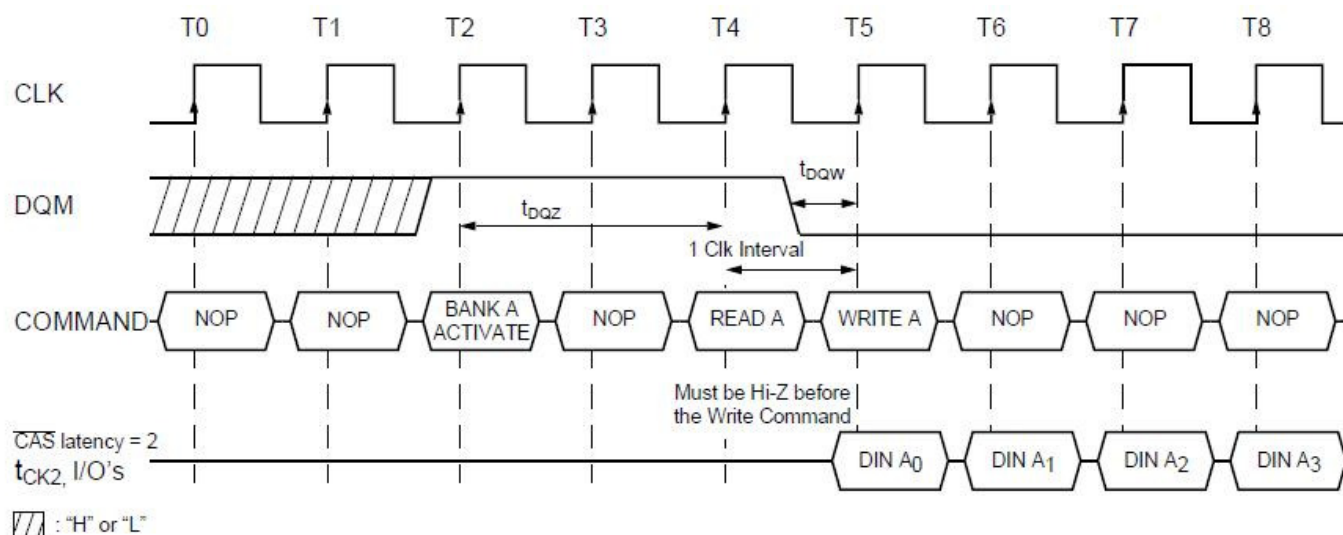 T0 T1 T2 T3 T4 T5 T6 T7 T8
CLK
DQM
tDQW
tDQZ
1 Clk Interval
COMMAND NOP NOP BANK A ACTIVATE NOP READ A WRITE A NOP NOP NOP
Must be Hi-Z before
the Write Command
CAS latency = 2
tCK2, I/O's DIN A0 DIN A1 DIN A2 DIN A3
: “H” or “L”